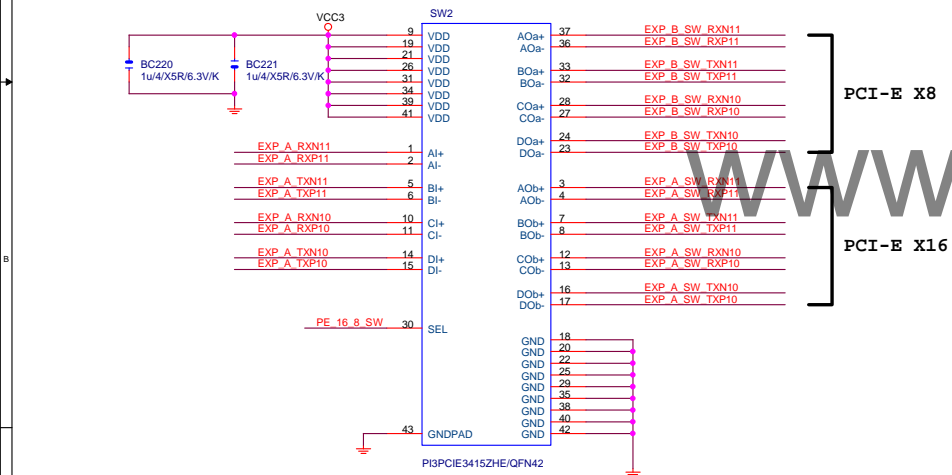 SW2
VCC3
BC220
1u/4/X5R/6.3V/K
BC221
1u/4/X5R/6.3V/K
9 VDD
19 VDD
21 VDD
26 VDD
31 VDD
34 VDD
39 VDD
41 VDD
EXP_A_RXN11 1 AI+
EXP_A_RXP11 2 AI-
EXP_A_TXN11 5 BI+
EXP_A_TXP11 6 BI-
EXP_A_RXN10 10 CI+
EXP_A_RXP10 11 CI-
EXP_A_TXN10 14 DI+
EXP_A_TXP10 15 DI-
PE_16_8_SW 30 SEL
43 GNDPAD
AOa+ 37 EXP_B_SW_RXN11
AOa- 36 EXP_B_SW_RXP11
BOa+ 33 EXP_B_SW_TXN11
BOa- 32 EXP_B_SW_TXP11
COa+ 28 EXP_B_SW_RXN10
COa- 27 EXP_B_SW_RXP10
DOa+ 24 EXP_B_SW_TXN10
DOa- 23 EXP_B_SW_TXP10
PCI-E X8
AOb+ 3 EXP_A_SW_RXN11
AOb- 4 EXP_A_SW_RXP11
BOb+ 7 EXP_A_SW_TXN11
BOb- 8 EXP_A_SW_TXP11
COb+ 12 EXP_A_SW_RXN10
COb- 13 EXP_A_SW_RXP10
DOb+ 16 EXP_A_SW_TXN10
DOb- 17 EXP_A_SW_TXP10
PCI-E X16
GND 18
GND 20
GND 22
GND 25
GND 29
GND 35
GND 38
GND 40
GND 42
PI3PCIE3415ZHE/QFN42
B
www